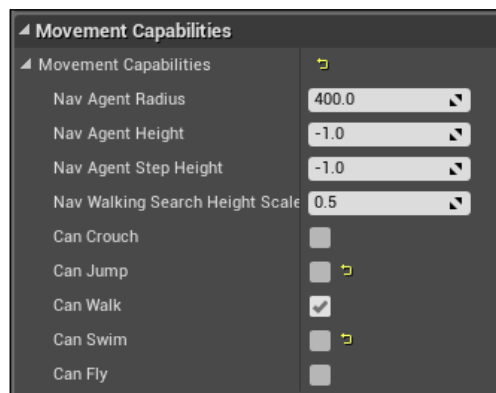 Movement Capabilities
Movement Capabilities
Nav Agent Radius 400.0
Nav Agent Height -1.0
Nav Agent Step Height -1.0
Nav Walking Search Height Scale 0.5
Can Crouch
Can Jump
Can Walk
Can Swim
Can Fly